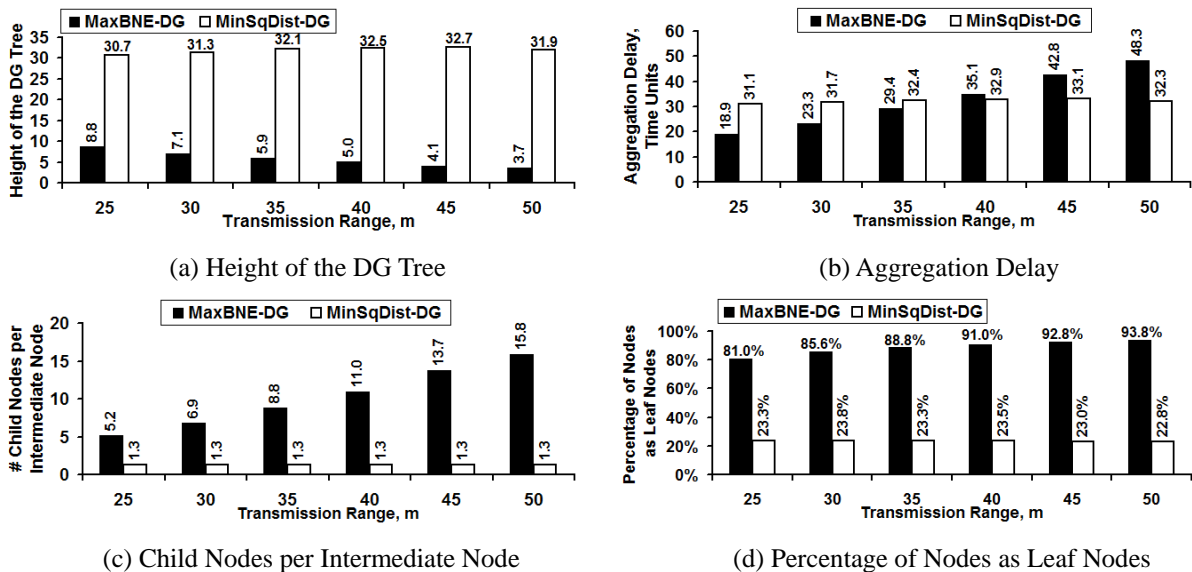 MaxBNE-DG MinSqDist-DG
Height of the DG Tree
35
30
25
20
15
10
5
0
30.7 31.3 32.1 32.5 32.7 31.9
8.8 7.1 5.9 5.0 4.1 3.7
25 30 35 40 45 50
Transmission Range, m
(a) Height of the DG Tree
MaxBNE-DG MinSqDist-DG
Aggregation Delay,
Time Units
60
50
40
30
20
10
0
18.9 31.1 23.3 31.7 29.4 32.4 35.1 32.9 42.8 33.1 48.3 32.3
25 30 35 40 45 50
Transmission Range, m
(b) Aggregation Delay
MaxBNE-DG MinSqDist-DG
# Child Nodes per
Intermediate Node
20
15
10
5
0
5.2 1.3 6.9 1.3 8.8 1.3 11.0 1.3 13.7 1.3 15.8 1.3
25 30 35 40 45 50
Transmission Range, m
(c) Child Nodes per Intermediate Node
MaxBNE-DG MinSqDist-DG
Percentage of Nodes
as Leaf Nodes
100%
80%
60%
40%
20%
0%
81.0% 85.6% 88.8% 91.0% 92.8% 93.8%
23.3% 23.8% 23.3% 23.5% 23.0% 22.8%
25 30 35 40 45 50
Transmission Range, m
(d) Percentage of Nodes as Leaf Nodes